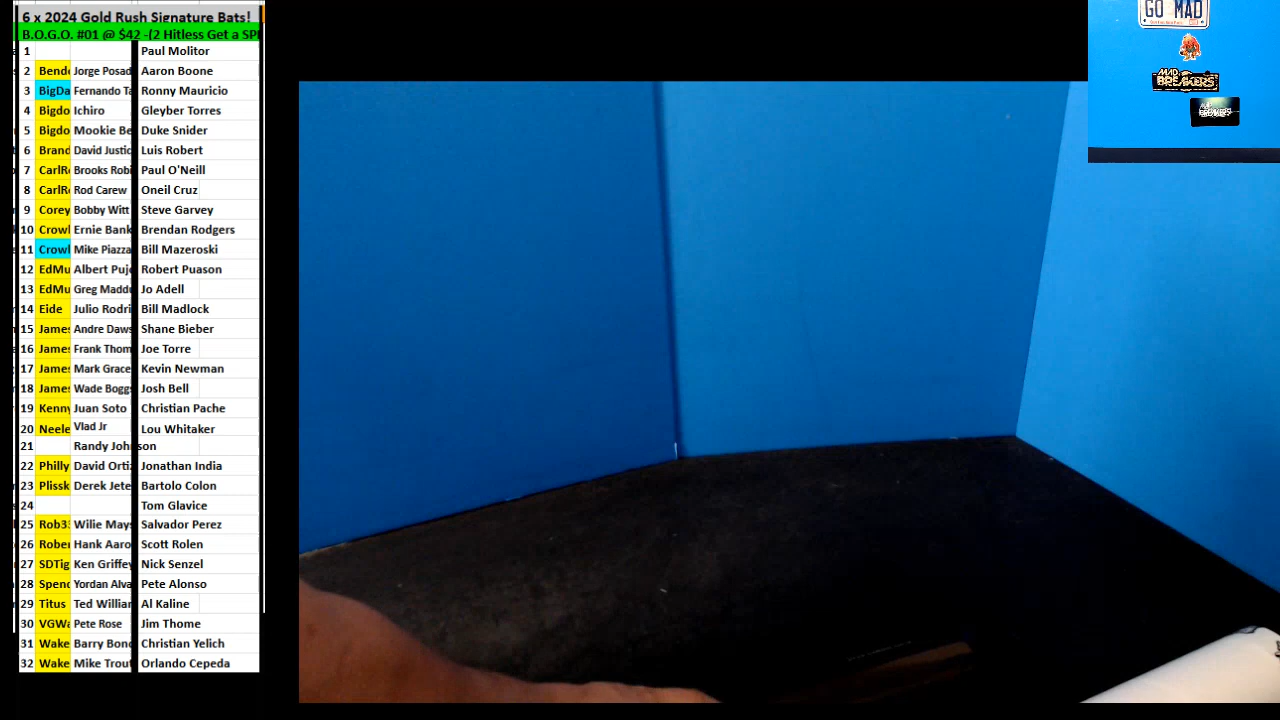 6 x 2024 Gold Rush Signature Bats!
B.O.G.O. #01 @ $42 -(2 Hitless Get a SP
1 Paul Molitor
2 Bend Jorge Posad Aaron Boone
3 BigDa Fernando Ta Ronny Mauricio
4 Bigdo Ichiro Gleyber Torres
5 Bigdo Mookie Be Duke Snider
6 Brand David Justic Luis Robert
7 CarlR Brooks Robi Paul O'Neill
8 CarlR Rod Carew Oneil Cruz
9 Corey Bobby Witt Steve Garvey
10 Crowl Ernie Bank Brendan Rodgers
11 Crowl Mike Piazza Bill Mazeroski
12 EdMu Albert Pujo Robert Puason
13 EdMu Greg Maddu Jo Adell
14 Eide Julio Rodri Bill Madlock
15 James Andre Daws Shane Bieber
16 James Frank Thom Joe Torre
17 James Mark Grace Kevin Newman
18 James Wade Boggs Josh Bell
19 Kenny Juan Soto Christian Pache
20 Neele Vlad Jr Lou Whitaker
21 Randy Johnson
22 Philly David Orti Jonathan India
23 Plissk Derek Jete Bartolo Colon
24 Tom Glavice
25 Rob3 Wilie Mays Salvador Perez
26 Rober Hank Aaro Scott Rolen
27 SDTig Ken Griffey Nick Senzel
28 Spenc Yordan Alva Pete Alonso
29 Titus Ted Willian Al Kaline
30 VGWa Pete Rose Jim Thome
31 Wake Barry Bond Christian Yelich
32 Wake Mike Trout Orlando Cepeda
GO MAD
MAD
BREAKERS